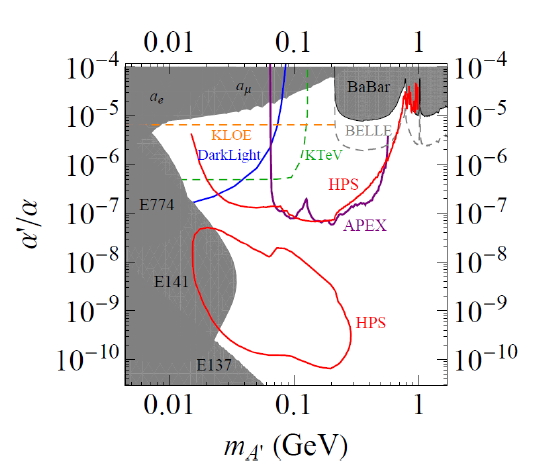 0.01 0.1 1
10⁻⁴ 10⁻⁴
BaBar
a_μ
a_e
10⁻⁵ 10⁻⁵
KLOE BELLE
DarkLight KTeV
10⁻⁶ 10⁻⁶
HPS
E774
10⁻⁷ 10⁻⁷
APEX
α'/α
10⁻⁸ 10⁻⁸
E141
10⁻⁹ 10⁻⁹
HPS
E137
10⁻¹⁰ 10⁻¹⁰
0.01 0.1 1
m_A' (GeV)